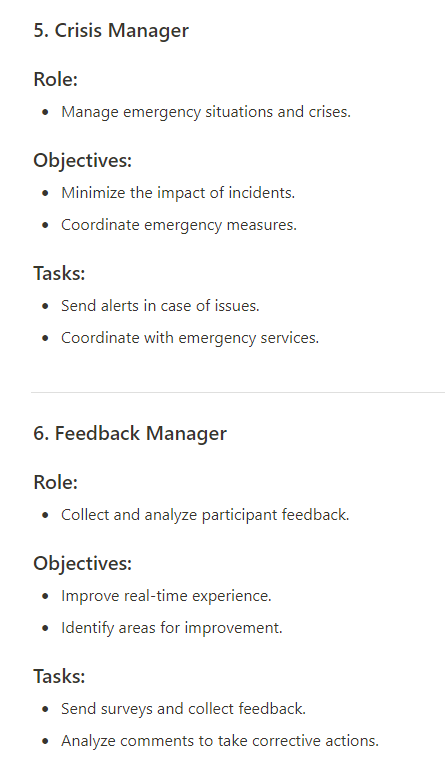 5. Crisis Manager
Role:
• Manage emergency situations and crises.
Objectives:
• Minimize the impact of incidents.
• Coordinate emergency measures.
Tasks:
• Send alerts in case of issues.
• Coordinate with emergency services.
6. Feedback Manager
Role:
• Collect and analyze participant feedback.
Objectives:
• Improve real-time experience.
• Identify areas for improvement.
Tasks:
• Send surveys and collect feedback.
• Analyze comments to take corrective actions.